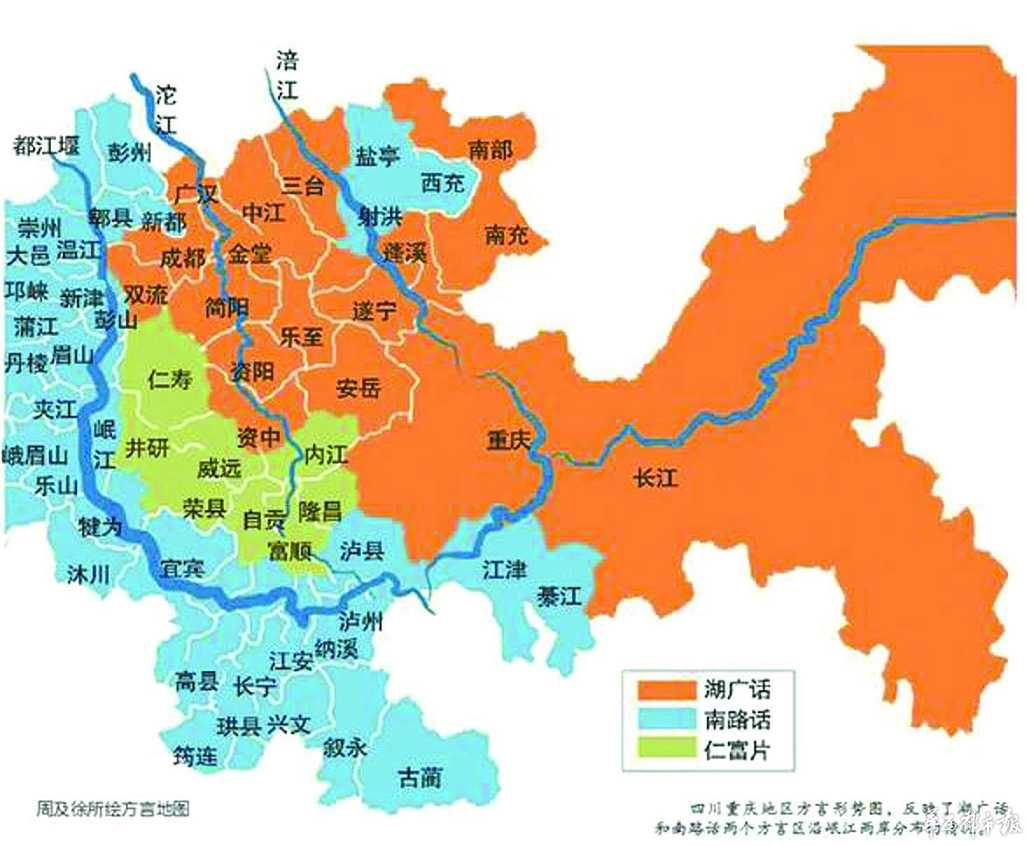 涪江
沱江
都江堰
彭州
盐亭
南部
西充
广汉
三台
中江
射洪
崇州
郫县
新都
南充
大邑
温江
成都
金堂
蓬溪
邛崃
新津
双流
简阳
遂宁
蒲江
彭山
乐至
丹棱
眉山
仁寿
资阳
安岳
夹江
岷江
井研
资中
内江
重庆
峨眉山
威远
长江
乐山
荣县
自贡
隆昌
犍为
富顺
泸县
沐川
宜宾
江津
綦江
泸州
纳溪
江安
高县
长宁
珙县
兴文
筠连
叙永
古蔺
湖广话
南路话
仁富片
周及徐所绘方言地图
四川重庆地区方言形势图,反映了湖广话
和南路话两个方言区沿岷江两岸分布的